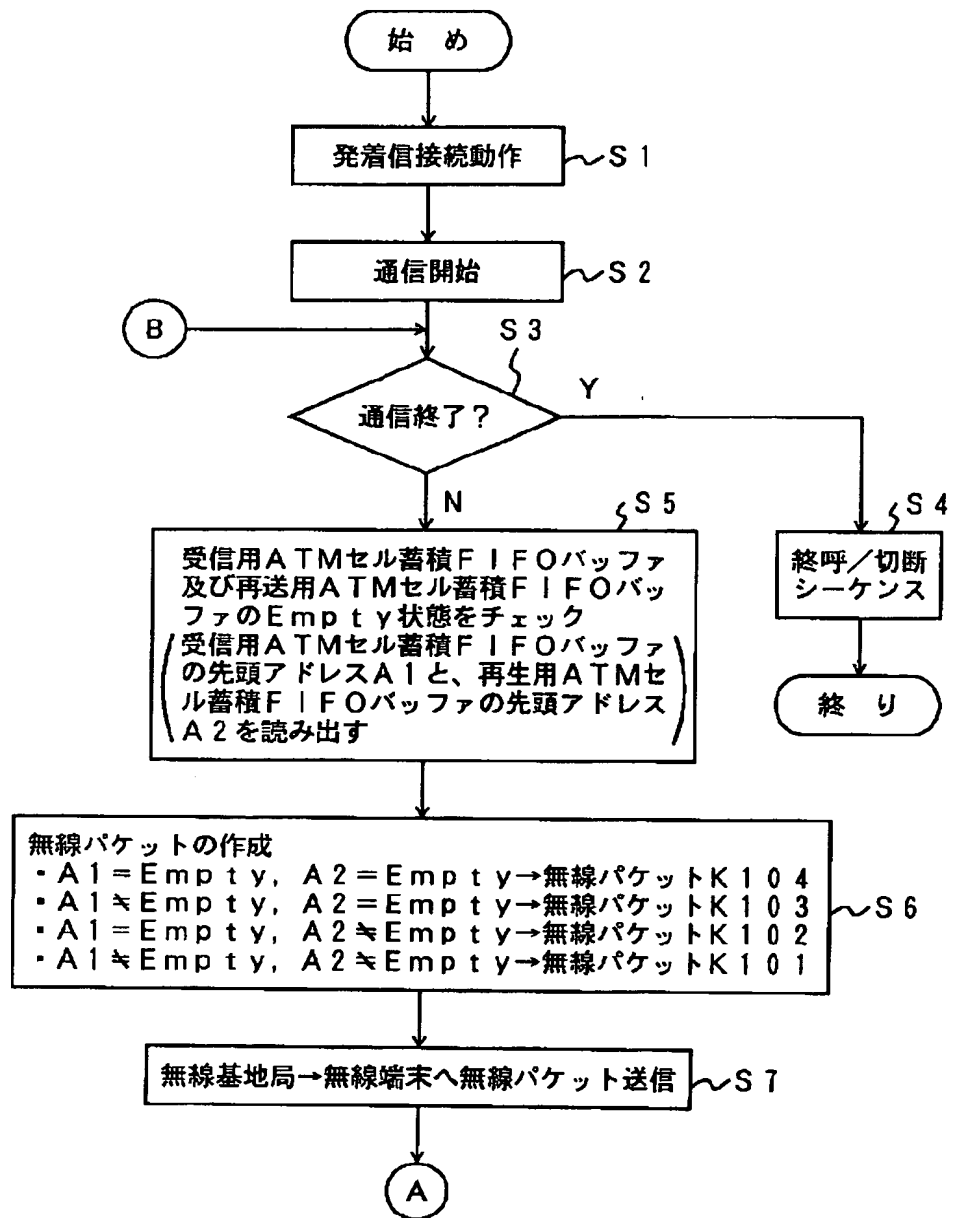 始 め
発着信接続動作
S1
通信開始
S2
B
S3
通信終了?
Y
N
S5
S4
受信用ATMセル蓄積FIFOバッファ
及び再送用ATMセル蓄積FIFOバッ
ファのEmpty状態をチェック
(受信用ATMセル蓄積FIFOバッファ
の先頭アドレスA1と、再生用ATMセ
ル蓄積FIFOバッファの先頭アドレス
A2を読み出す)
終呼/切断
シーケンス
終 り
無線パケットの作成
・A1=Empty, A2=Empty→無線パケットK104
・A1≒Empty, A2=Empty→無線パケットK103
・A1=Empty, A2≒Empty→無線パケットK102
・A1≒Empty, A2≒Empty→無線パケットK101
S6
無線基地局→無線端末へ無線パケット送信
S7
A